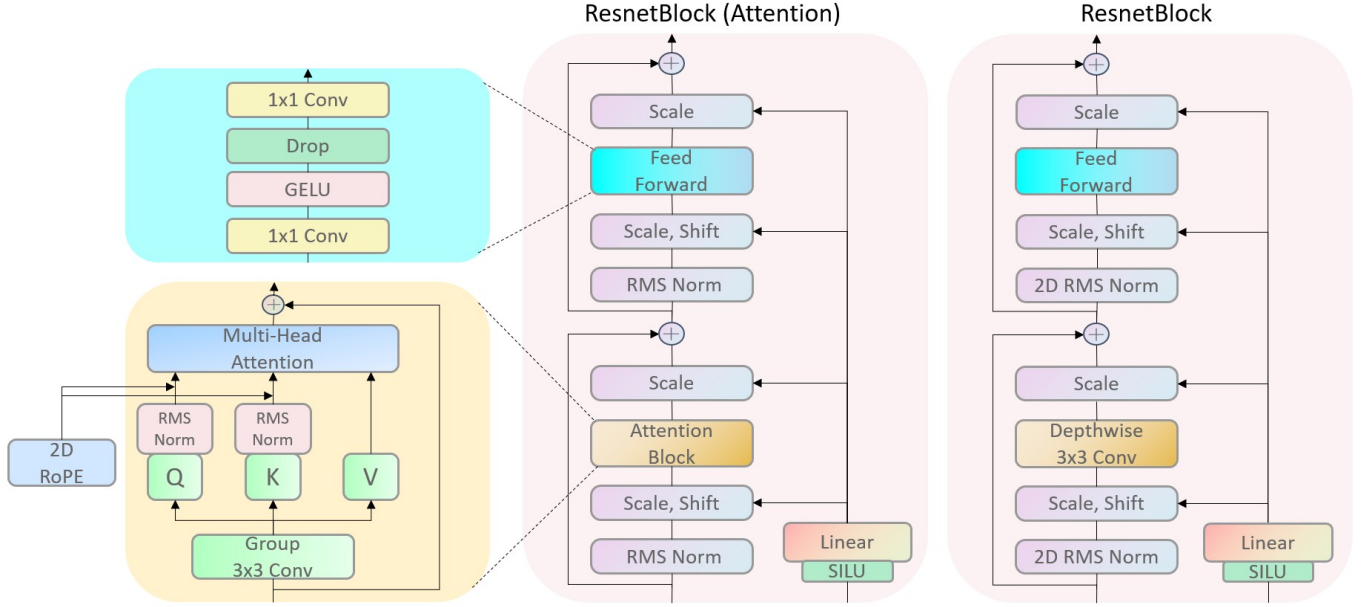 ResnetBlock (Attention)
ResnetBlock
1x1 Conv
Drop
GELU
1x1 Conv
Multi-Head
Attention
RMS
Norm
RMS
Norm
2D
RoPE
Q
K
V
Group
3x3 Conv
Scale
Feed
Forward
Scale, Shift
RMS Norm
Scale
Attention
Block
Scale, Shift
RMS Norm
Linear
SILU
Scale
Feed
Forward
Scale, Shift
2D RMS Norm
Scale
Depthwise
3x3 Conv
Scale, Shift
2D RMS Norm
Linear
SILU